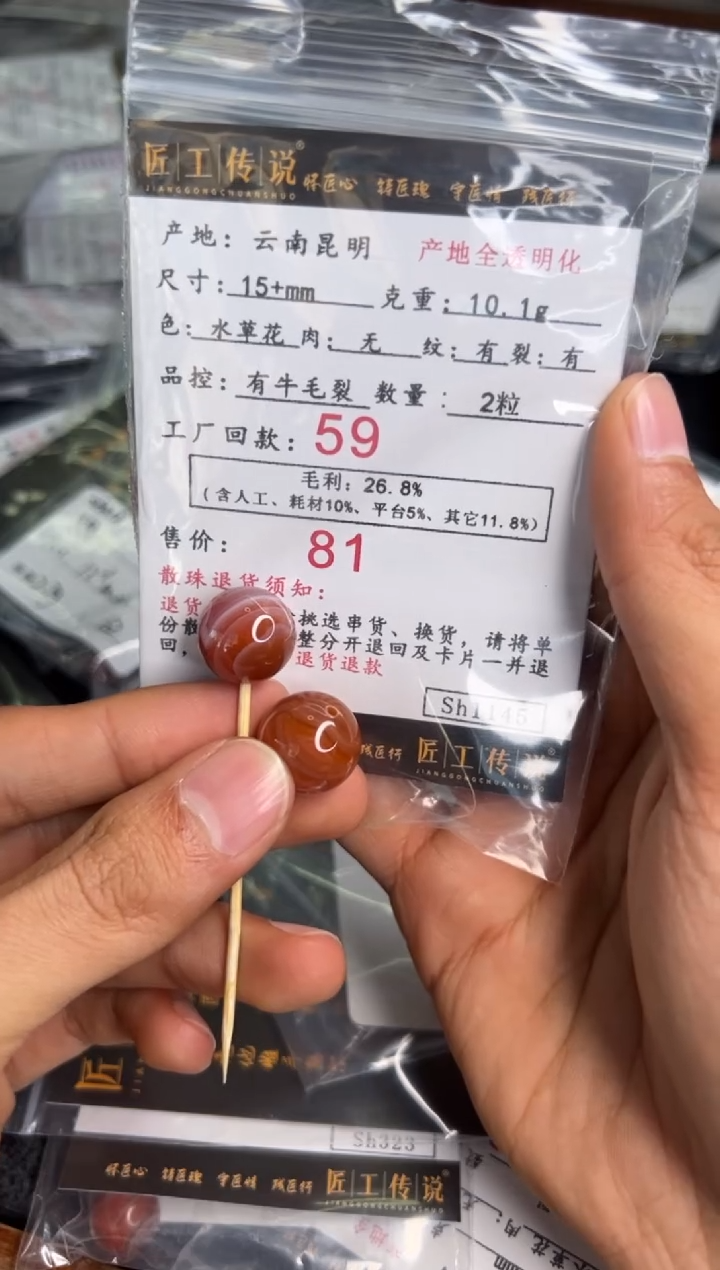 匠工传说®
JIANGGONGCHUANSHUO
怀匠心 铸匠魂 守匠情 践匠行
产地：云南昆明 产地全透明化
尺寸：15+mm 克重：10.1g
色：水草花 肉：无 纹：有 裂：有
品控：有牛毛裂 数量：2粒
工厂回款：59
毛利：26.8%
（含人工、耗材10%、平台5%、其它11.8%）
售价：81
散珠退货须知：
退货 挑选串货、换货，请将单
份散 整分开退回及卡片一并退
回， 退货退款
Sh1145
践匠行 匠工传说®
JIANGGONGCHUANSHUO
匠
Sh323
怀匠心 铸匠魂 守匠情 践匠行 匠工传说®
JIANGGONGCHUANSHUO